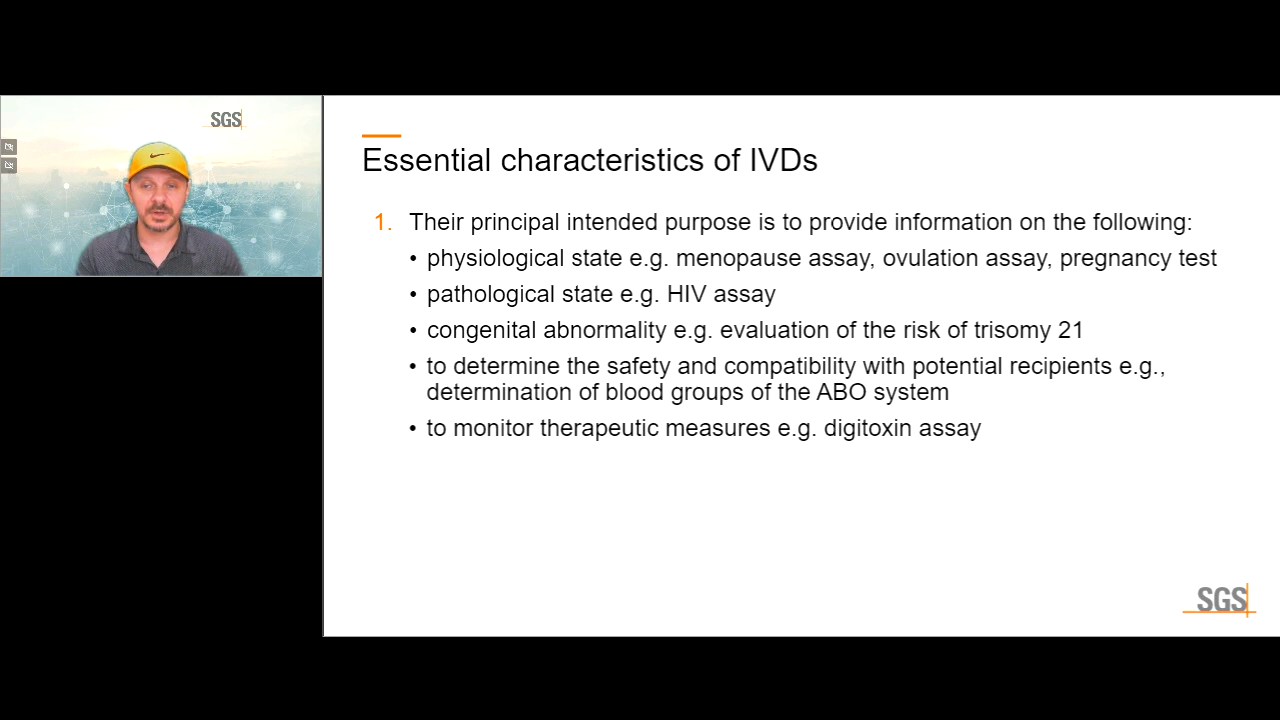 SGS
Essential characteristics of IVDs
1. Their principal intended purpose is to provide information on the following:
• physiological state e.g. menopause assay, ovulation assay, pregnancy test
• pathological state e.g. HIV assay
• congenital abnormality e.g. evaluation of the risk of trisomy 21
• to determine the safety and compatibility with potential recipients e.g.,
determination of blood groups of the ABO system
• to monitor therapeutic measures e.g. digitoxin assay
SGS